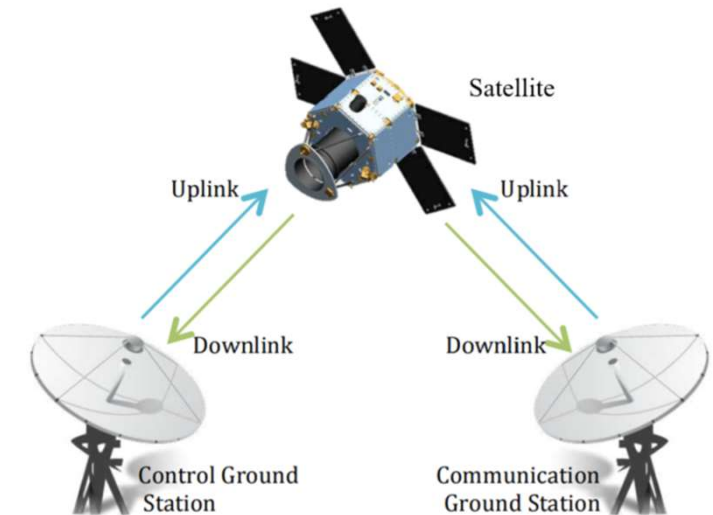 Satellite
Uplink
Uplink
Downlink
Downlink
Control Ground
Station
Communication
Ground Station